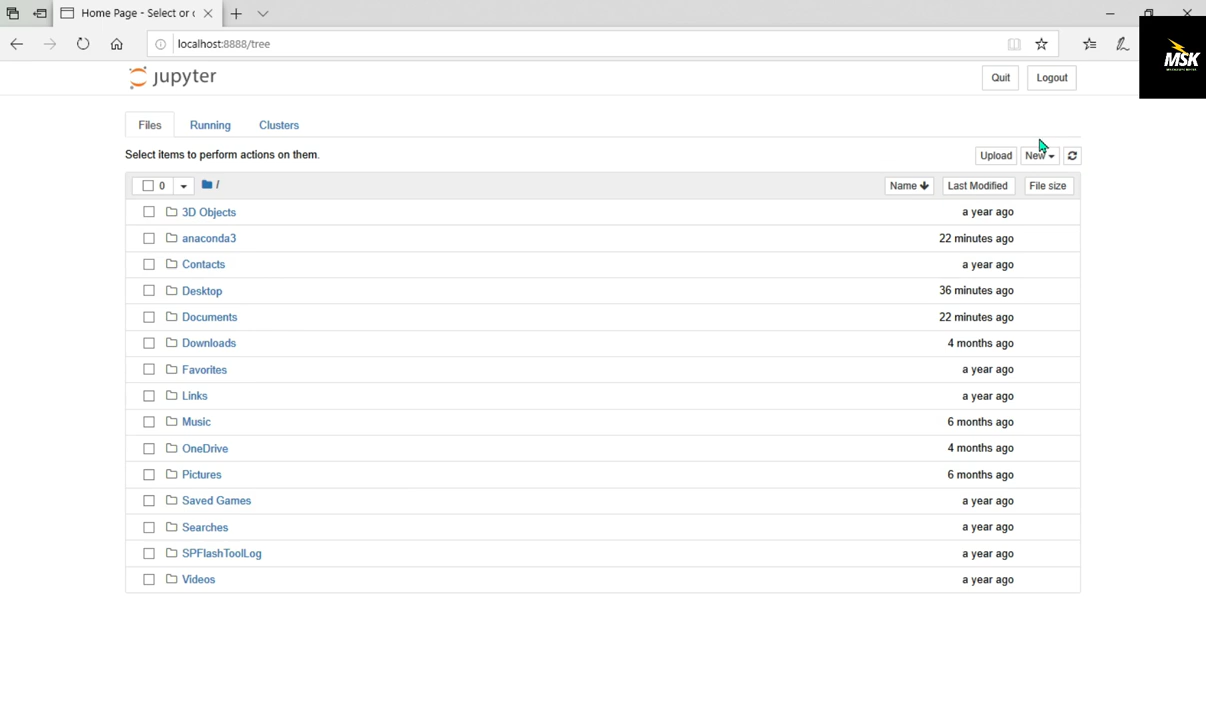 Home Page - Select or
localhost:8888/tree
MSK
jupyter
Quit
Logout
Files
Running
Clusters
Select items to perform actions on them.
Upload
New
0
/
Name
Last Modified
File size
3D Objects
a year ago
anaconda3
22 minutes ago
Contacts
a year ago
Desktop
36 minutes ago
Documents
22 minutes ago
Downloads
4 months ago
Favorites
a year ago
Links
a year ago
Music
6 months ago
OneDrive
4 months ago
Pictures
6 months ago
Saved Games
a year ago
Searches
a year ago
SPFlashToolLog
a year ago
Videos
a year ago